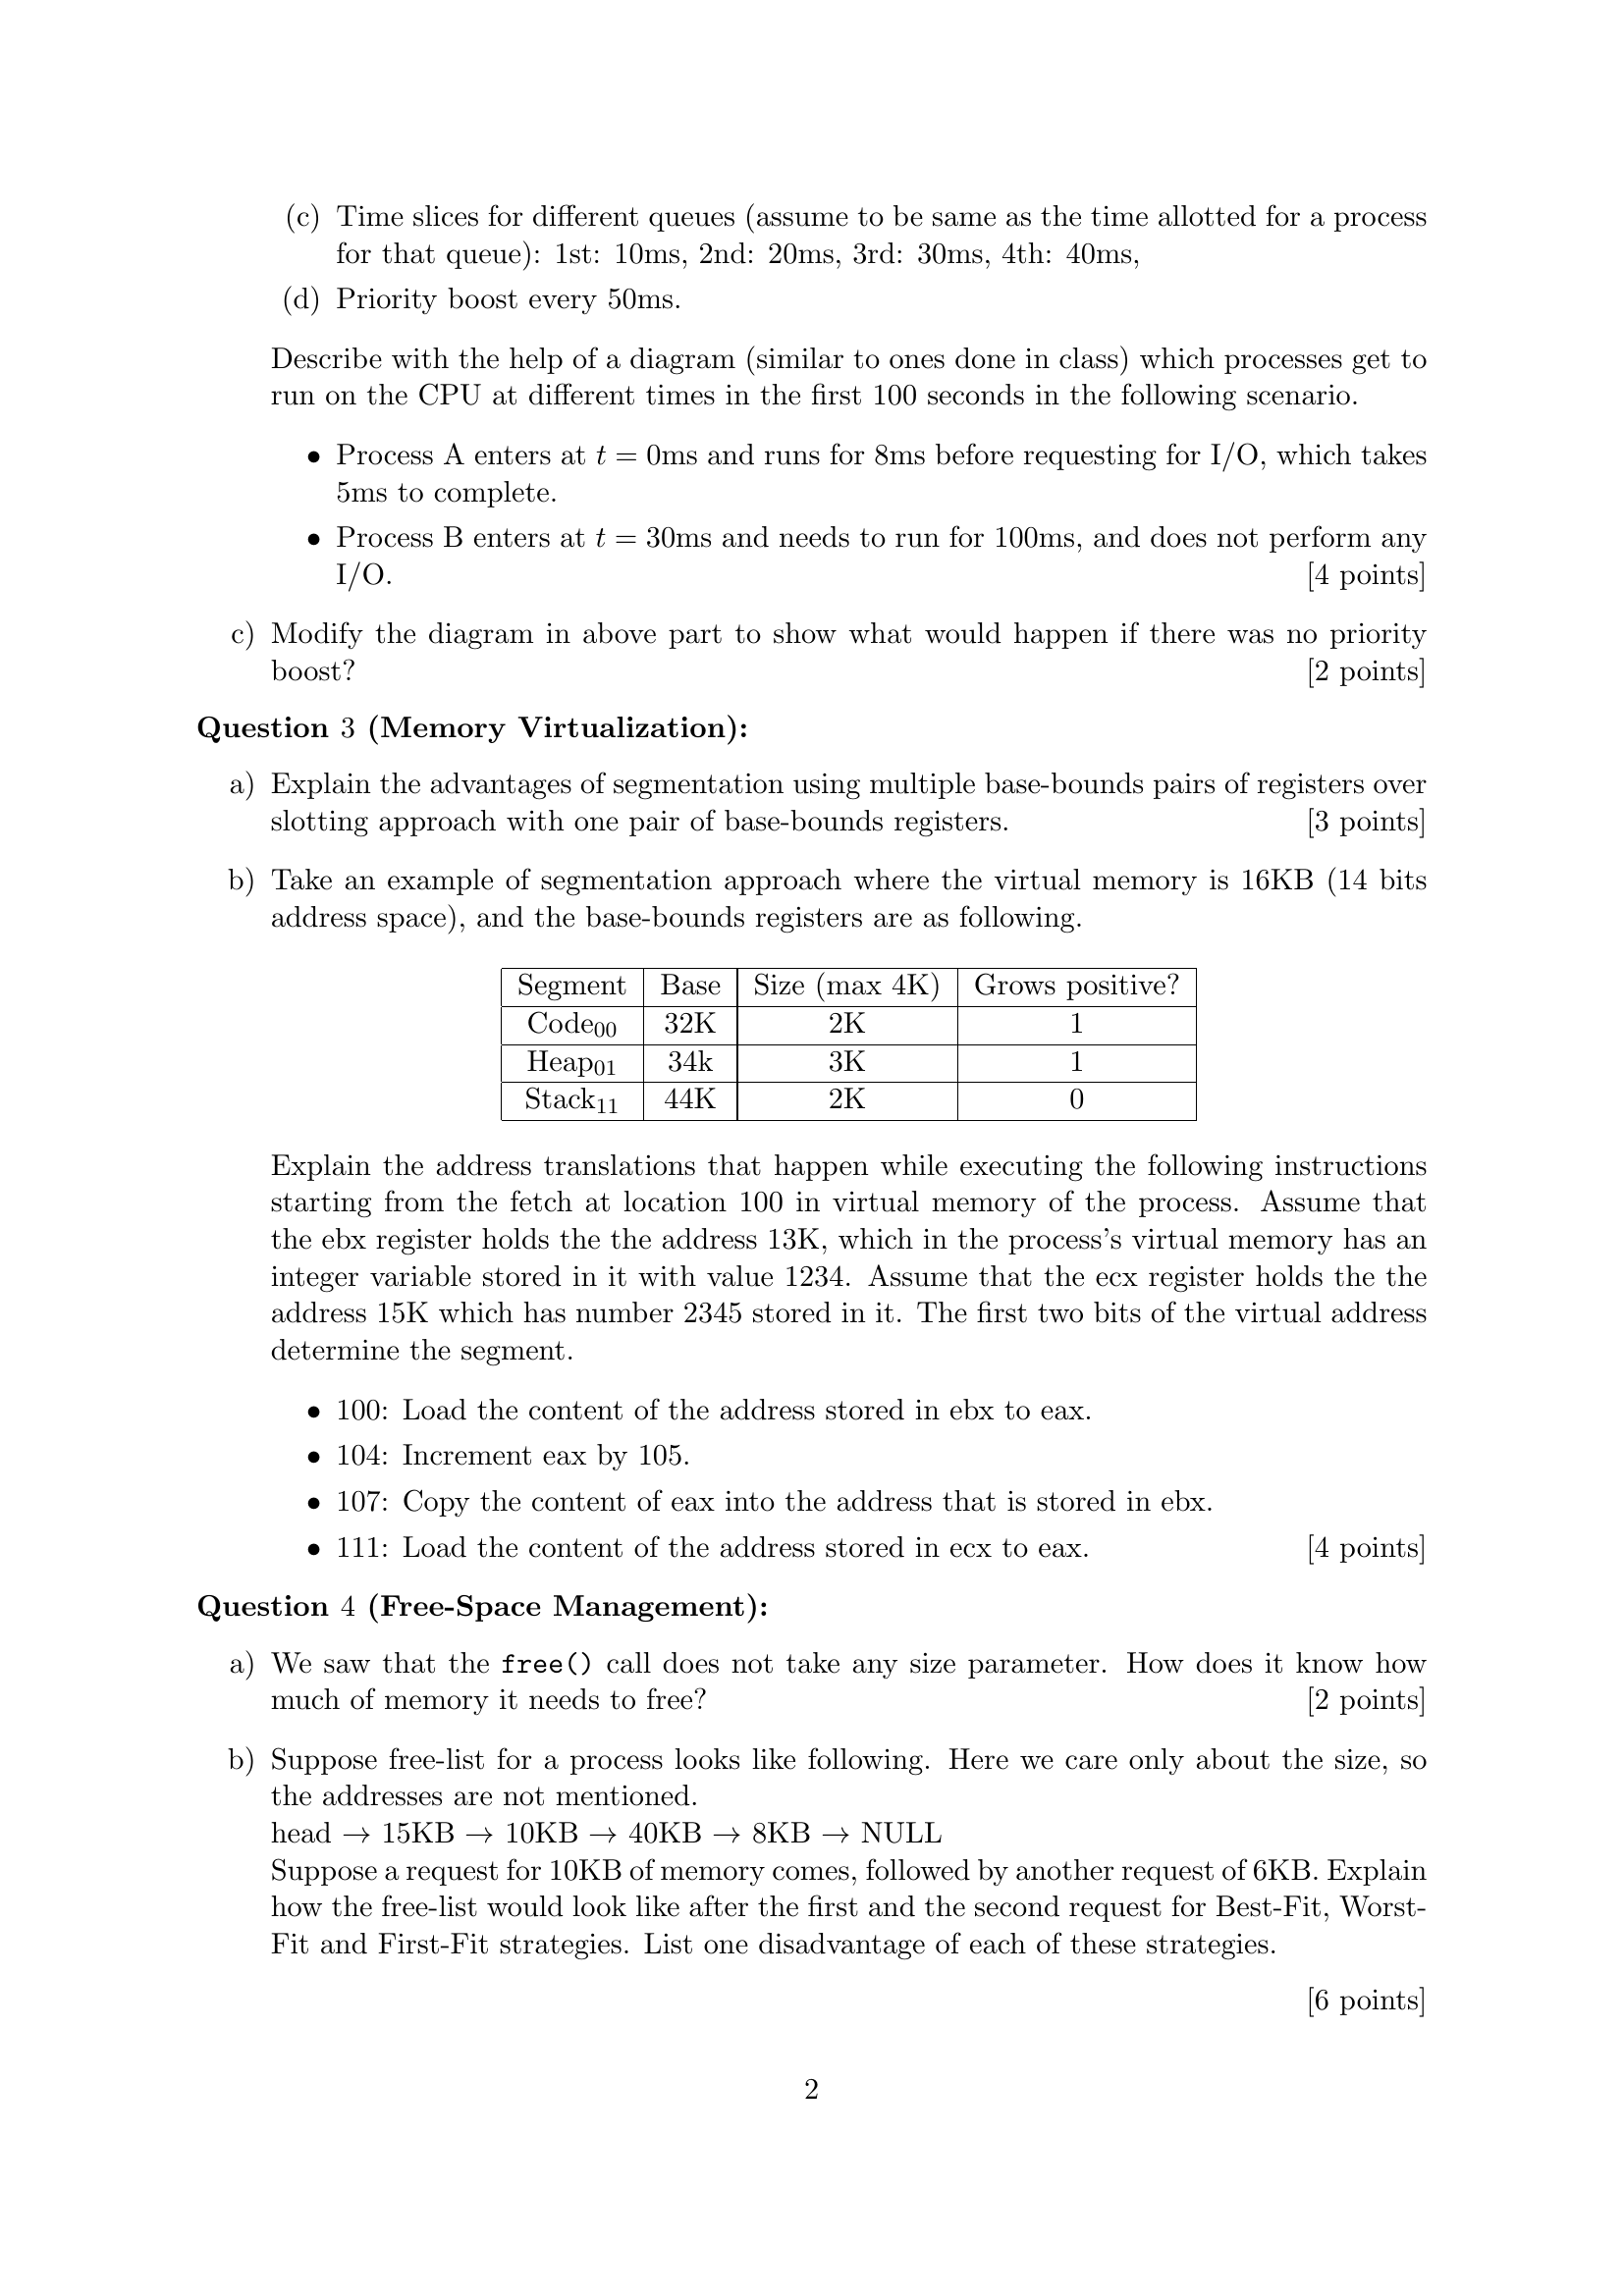 (c) Time slices for different queues (assume to be same as the time allotted for a process
for that queue): 1st: 10ms, 2nd: 20ms, 3rd: 30ms, 4th: 40ms,
(d) Priority boost every 50ms.
Describe with the help of a diagram (similar to ones done in class) which processes get to
run on the CPU at different times in the first 100 seconds in the following scenario.
• Process A enters at t = 0ms and runs for 8ms before requesting for I/O, which takes
5ms to complete.
• Process B enters at t = 30ms and needs to run for 100ms, and does not perform any
I/O. [4 points]
c) Modify the diagram in above part to show what would happen if there was no priority
boost? [2 points]
Question 3 (Memory Virtualization):
a) Explain the advantages of segmentation using multiple base-bounds pairs of registers over
slotting approach with one pair of base-bounds registers. [3 points]
b) Take an example of segmentation approach where the virtual memory is 16KB (14 bits
address space), and the base-bounds registers are as following.
Segment Base Size (max 4K) Grows positive?
Code00 32K 2K 1
Heap01 34k 3K 1
Stack11 44K 2K 0
Explain the address translations that happen while executing the following instructions
starting from the fetch at location 100 in virtual memory of the process. Assume that
the ebx register holds the the address 13K, which in the process's virtual memory has an
integer variable stored in it with value 1234. Assume that the ecx register holds the the
address 15K which has number 2345 stored in it. The first two bits of the virtual address
determine the segment.
• 100: Load the content of the address stored in ebx to eax.
• 104: Increment eax by 105.
• 107: Copy the content of eax into the address that is stored in ebx.
• 111: Load the content of the address stored in ecx to eax. [4 points]
Question 4 (Free-Space Management):
a) We saw that the free() call does not take any size parameter. How does it know how
much of memory it needs to free? [2 points]
b) Suppose free-list for a process looks like following. Here we care only about the size, so
the addresses are not mentioned.
head → 15KB → 10KB → 40KB → 8KB → NULL
Suppose a request for 10KB of memory comes, followed by another request of 6KB. Explain
how the free-list would look like after the first and the second request for Best-Fit, Worst-
Fit and First-Fit strategies. List one disadvantage of each of these strategies.
[6 points]
2